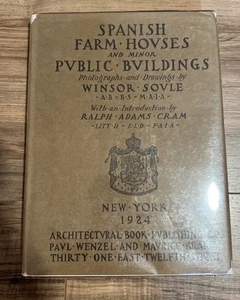 SPANISH
FARM·HOVSES
AND MINOR
PVBLIC·BVILDINGS
Photographs·and·Drawings·by
WINSOR·SOVLE
·A·B·B·S·M·A·I·A·
With·an·Introduction·by
RALPH·ADAMS·CRAM
·LITT·D·LL·D·F·A·I·A·
NEW·YORK
1924
ARCHITECTVRAL·BOOK·PVBLISHING
PAVL·WENZEL·AND·MAVRICE
THIRTY·ONE·EAST·TWELFTH